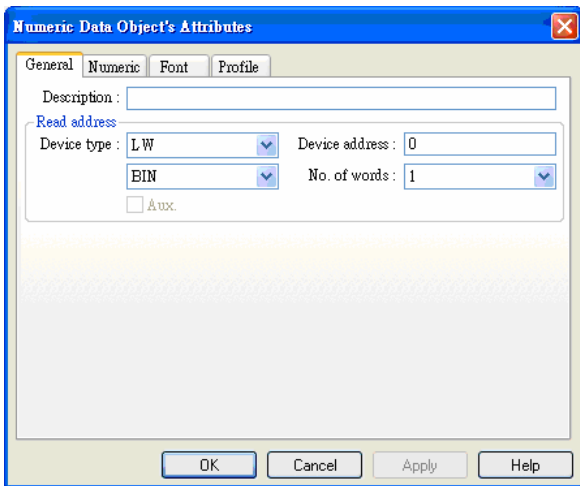 Numeric Data Object's Attributes
General Numeric Font Profile
Description :
Read address
Device type : LW Device address : 0
BIN No. of words : 1
Aux.
OK Cancel Apply Help